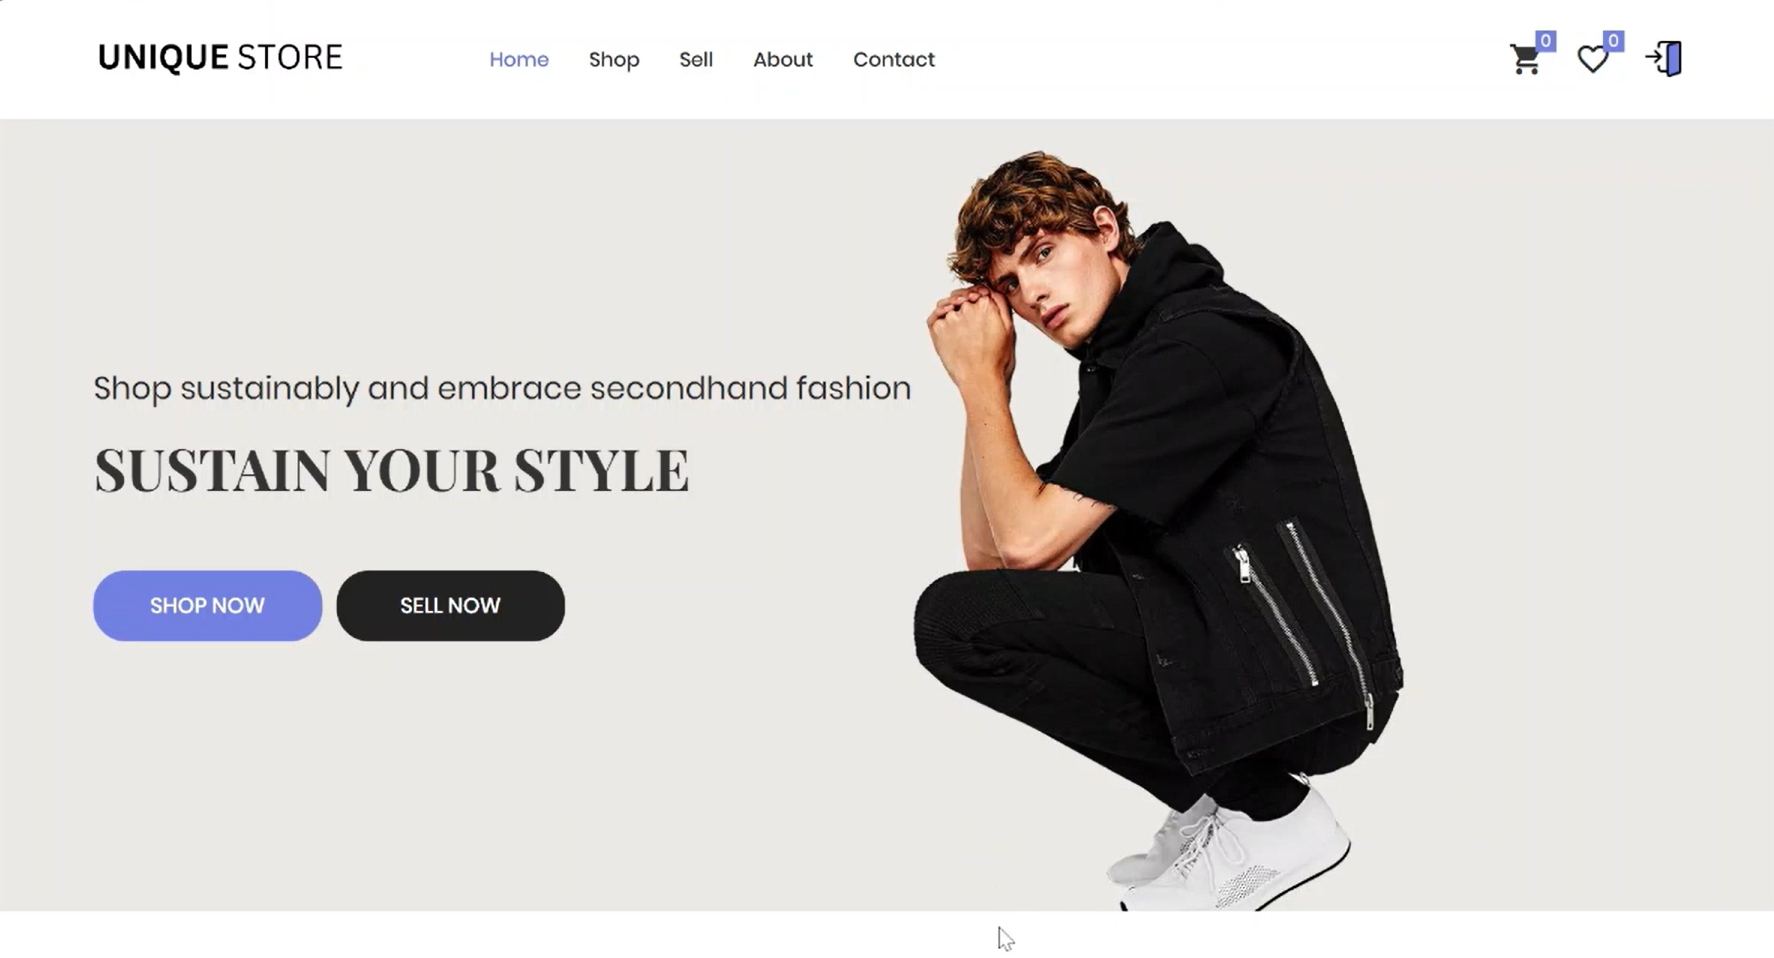 UNIQUE STORE
Home Shop Sell About Contact
0 0
Shop sustainably and embrace secondhand fashion
SUSTAIN YOUR STYLE
SHOP NOW SELL NOW